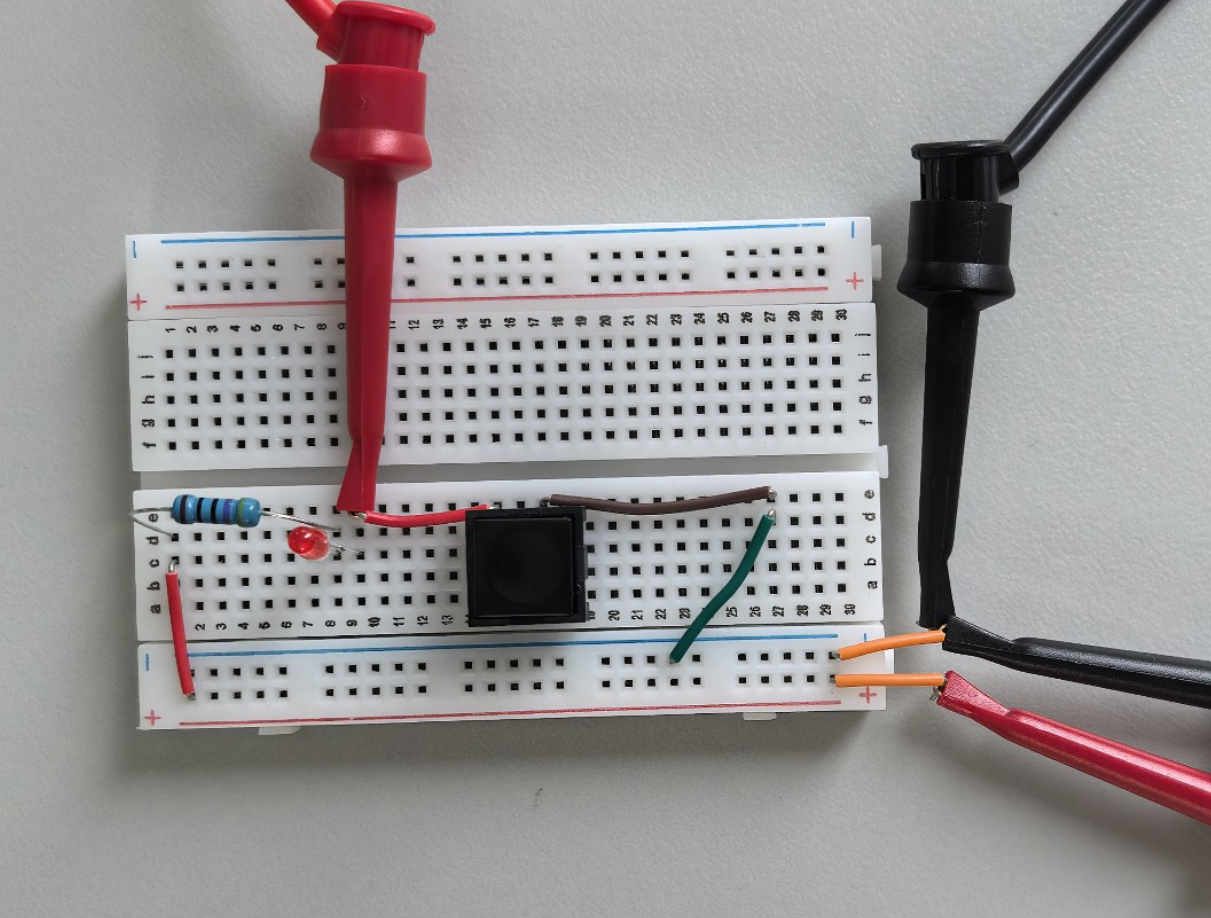 − −
+ +
1 2 3 4 5 6 7 8 9 12 13 14 15 16 17 18 19 20 21 22 23 24 25 26 27 28 29 30
j j
i i
h h
g g
f f
e e
d d
c c
b b
a a
2 3 4 5 6 7 8 9 10 11 12 13 20 21 22 23 25 26 27 28 29 30
− −
+ +